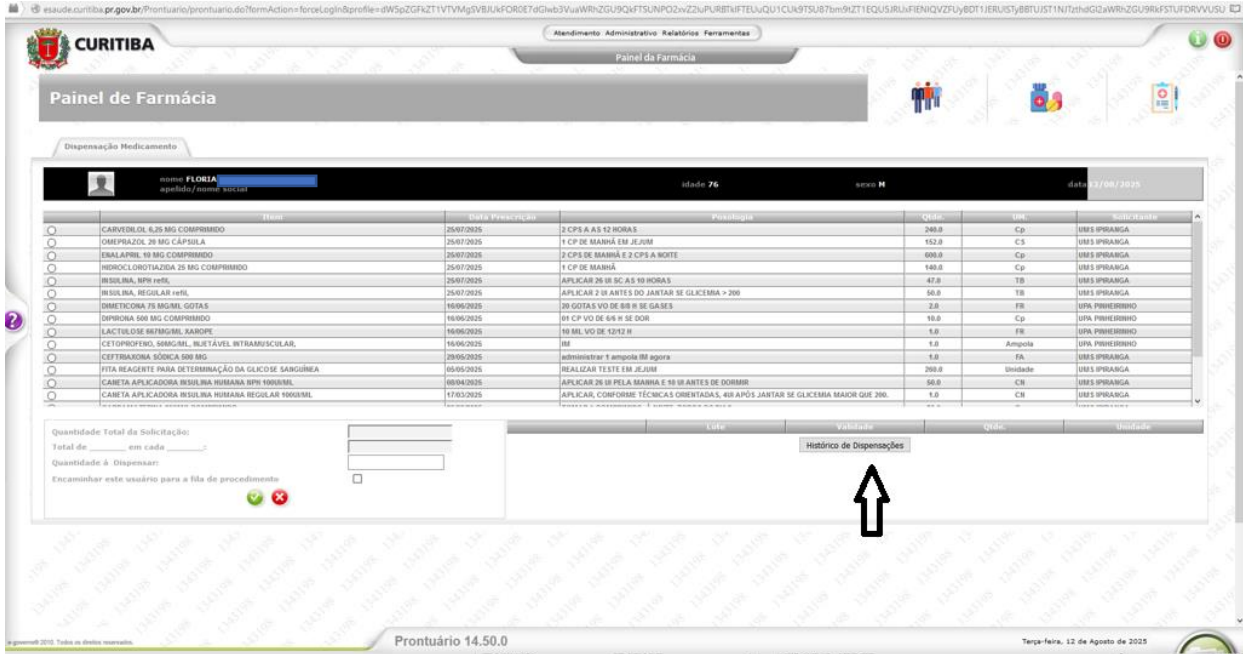 esaude.curitiba.pr.gov.br/Prontuario/prontuario.do?formAction=forceLogin&profile=
CURITIBA
Atendimento Administrativo Relatórios Ferramentas
Painel da Farmácia
Painel de Farmácia
Dispensação Medicamento
nome FLORIA idade 76 sexo M data 12/08/2025
apelido/nome social
Item Data Prescrição Posologia Qtde. UM. Solicitante
CARVEDILOL 6,25 MG COMPRIMIDO 25/07/2025 2 CPS A AS 12 HORAS 240.0 Cp UMS IPIRANGA
OMEPRAZOL 20 MG CÁPSULA 25/07/2025 1 CP DE MANHÃ EM JEJUM 152.0 CS UMS IPIRANGA
ENALAPRIL 10 MG COMPRIMIDO 25/07/2025 2 CPS DE MANHÃ E 2 CPS A NOITE 600.0 Cp UMS IPIRANGA
HIDROCLOROTIAZIDA 25 MG COMPRIMIDO 25/07/2025 1 CP DE MANHÃ 140.0 Cp UMS IPIRANGA
INSULINA, NPH refil, 25/07/2025 APLICAR 26 UI SC AS 10 HORAS 47.0 TB UMS IPIRANGA
INSULINA, REGULAR refil, 25/07/2025 APLICAR 2 UI ANTES DO JANTAR SE GLICEMIA > 200 50.0 TB UMS IPIRANGA
DIMETICONA 75 MG/ML GOTAS 16/06/2025 20 GOTAS VO DE 8/8 H SE GASES 2.0 FR UPA PINHEIRINHO
DIPIRONA 500 MG COMPRIMIDO 16/06/2025 01 CP VO DE 6/6 H SE DOR 10.0 Cp UPA PINHEIRINHO
LACTULOSE 667MG/ML XAROPE 16/06/2025 10 ML VO DE 12/12 H 1.0 FR UPA PINHEIRINHO
CETOPROFENO, 50MG/ML, INJETÁVEL INTRAMUSCULAR, 16/06/2025 IM 1.0 Ampola UPA PINHEIRINHO
CEFTRIAXONA SÓDICA 500 MG 29/05/2025 administrar 1 ampola IM agora 1.0 FA UMS IPIRANGA
FITA REAGENTE PARA DETERMINAÇÃO DA GLICOSE SANGUÍNEA 05/05/2025 REALIZAR TESTE EM JEJUM 260.0 Unidade UMS IPIRANGA
CANETA APLICADORA INSULINA HUMANA NPH 100UI/ML 08/04/2025 APLICAR 26 UI PELA MANHA E 10 UI ANTES DE DORMIR 50.0 CN UMS IPIRANGA
CANETA APLICADORA INSULINA HUMANA REGULAR 100UI/ML 17/03/2025 APLICAR, CONFORME TÉCNICAS ORIENTADAS, 4UI APÓS JANTAR SE GLICEMIA MAIOR QUE 200. 1.0 CN UMS IPIRANGA
Quantidade Total da Solicitação: Lote Validade Qtde. Unidade
Total de ______ em cada ______:
Histórico de Dispensações
Quantidade à Dispensar:
Encaminhar este usuário para a fila de procedimento
e-governe® 2010. Todos os direitos reservados. Prontuário 14.50.0 Terça-feira, 12 de Agosto de 2025